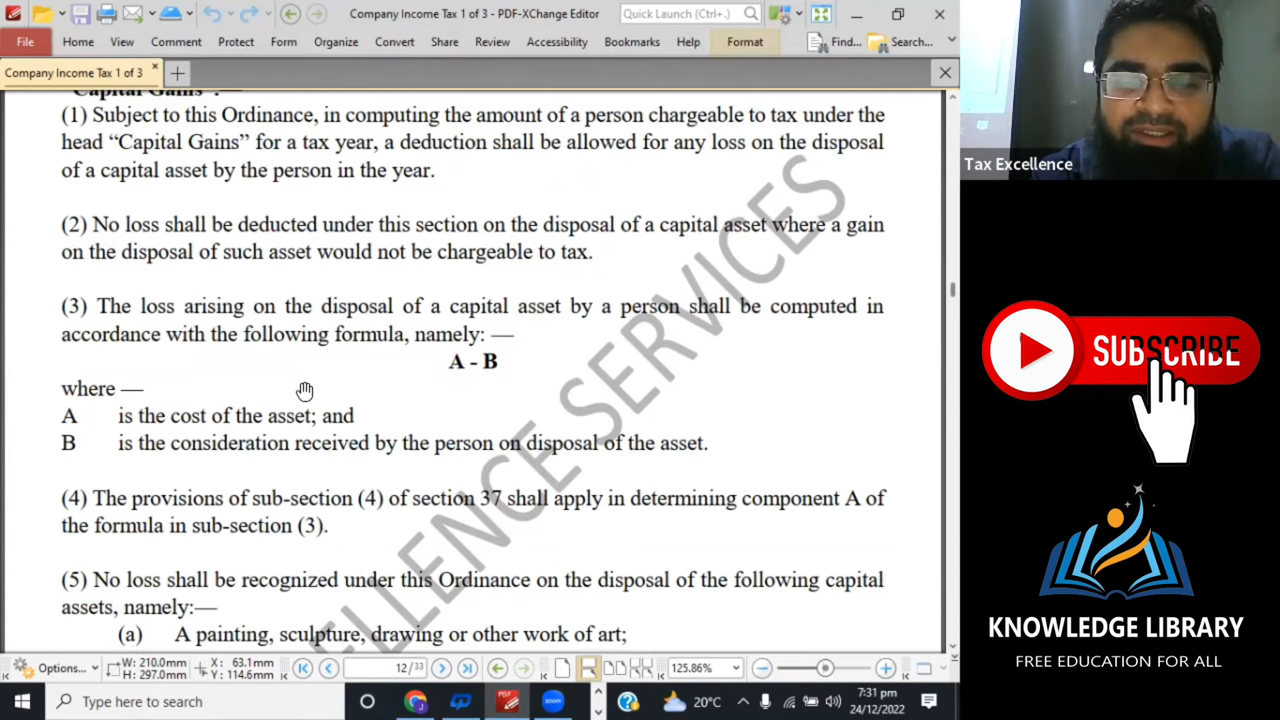 Company Income Tax 1 of 3 - PDF-XChange Editor
Quick Launch (Ctrl+.)
File Home View Comment Protect Form Organize Convert Share Review Accessibility Bookmarks Help Format Find... Search...
Company Income Tax 1 of 3
"Capital Gains".—
(1) Subject to this Ordinance, in computing the amount of a person chargeable to tax under the
head “Capital Gains” for a tax year, a deduction shall be allowed for any loss on the disposal
of a capital asset by the person in the year.
(2) No loss shall be deducted under this section on the disposal of a capital asset where a gain
on the disposal of such asset would not be chargeable to tax.
(3) The loss arising on the disposal of a capital asset by a person shall be computed in
accordance with the following formula, namely: —
A - B
where —
A is the cost of the asset; and
B is the consideration received by the person on disposal of the asset.
(4) The provisions of sub-section (4) of section 37 shall apply in determining component A of
the formula in sub-section (3).
(5) No loss shall be recognized under this Ordinance on the disposal of the following capital
assets, namely:—
(a) A painting, sculpture, drawing or other work of art;
ELLENCE SERVICES
Options...
W: 210.0mm
H: 297.0mm
X: 63.1mm
Y: 114.6mm
12 / 33
125.86%
Type here to search
PDF
zoom
20°C
7:31 pm
24/12/2022
Tax Excellence
SUBSCRIBE
KNOWLEDGE LIBRARY
FREE EDUCATION FOR ALL